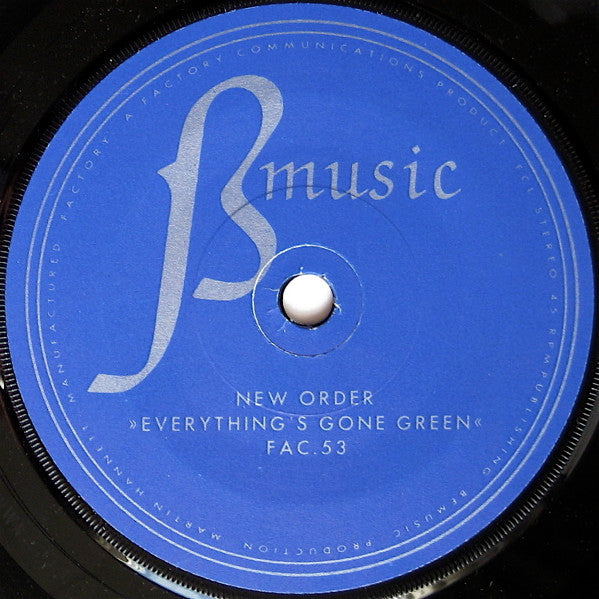 Bmusic
NEW ORDER
»EVERYTHING'S GONE GREEN«
FAC.53
MANUFACTURED FACTORY. A FACTORY COMMUNICATIONS PRODUCT. FCL STEREO 45 RPM PUBLISHING BEMUSIC PRODUCTION MARTIN HANNETT